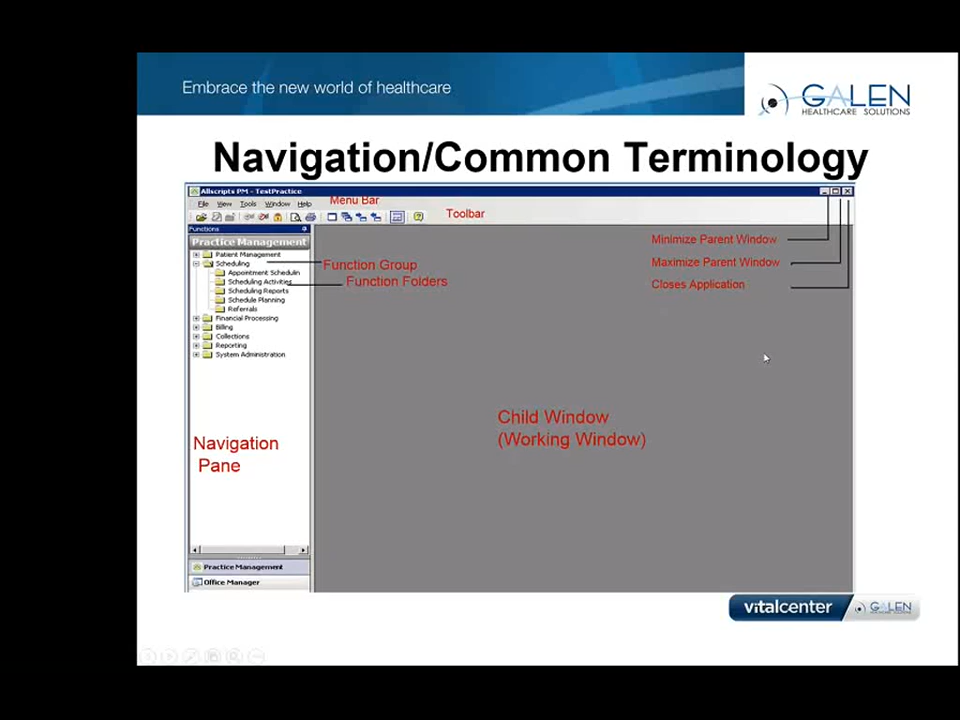 Embrace the new world of healthcare
GALEN
HEALTHCARE SOLUTIONS
Navigation/Common Terminology
Allscripts PM - TestPractice
File View Tools Window Help
Menu Bar
Toolbar
Functions
Practice Management
Patient Management
Scheduling
Appointment Schedulin
Scheduling Activities
Scheduling Reports
Schedule Planning
Referrals
Financial Processing
Billing
Collections
Reporting
System Administration
Function Group
Function Folders
Minimize Parent Window
Maximize Parent Window
Closes Application
Child Window
(Working Window)
Navigation
Pane
Practice Management
Office Manager
vitalcenter
GALEN